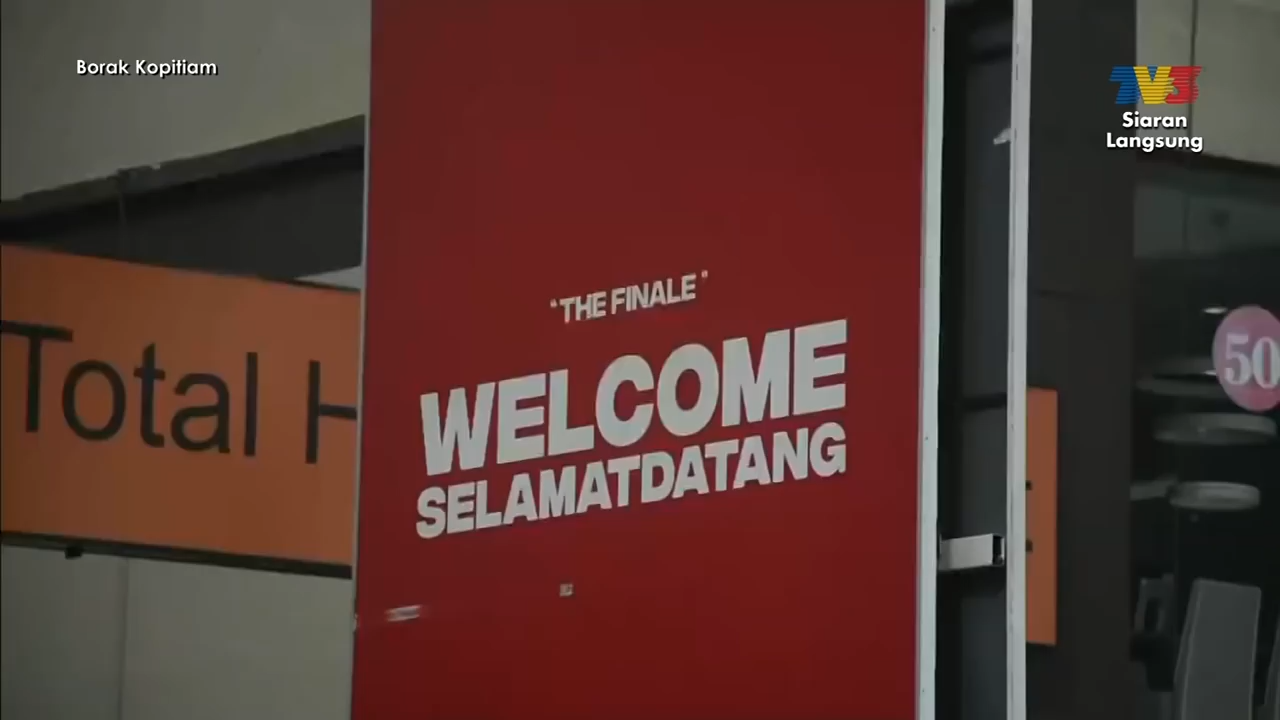 Borak Kopitiam
TV3
Siaran
Langsung
"THE FINALE"
WELCOME
SELAMATDATANG
Total H
50